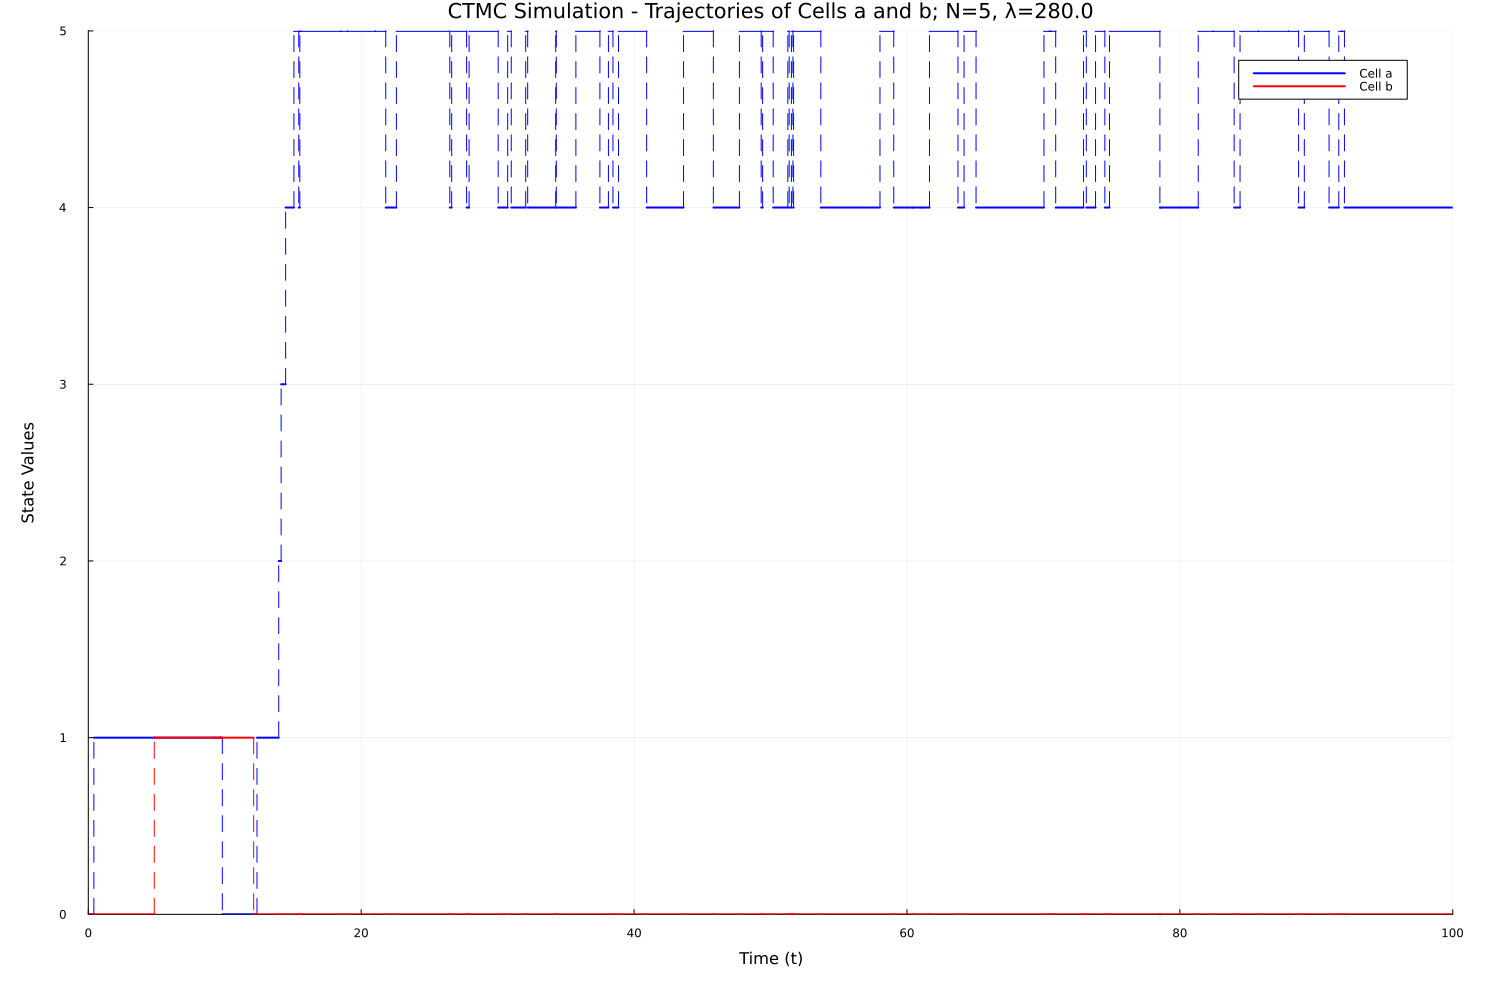 CTMC Simulation - Trajectories of Cells a and b; N=5, λ=280.0
5
Cell a
Cell b
4
3
State Values
2
1
0
0 20 40 60 80 100
Time (t)